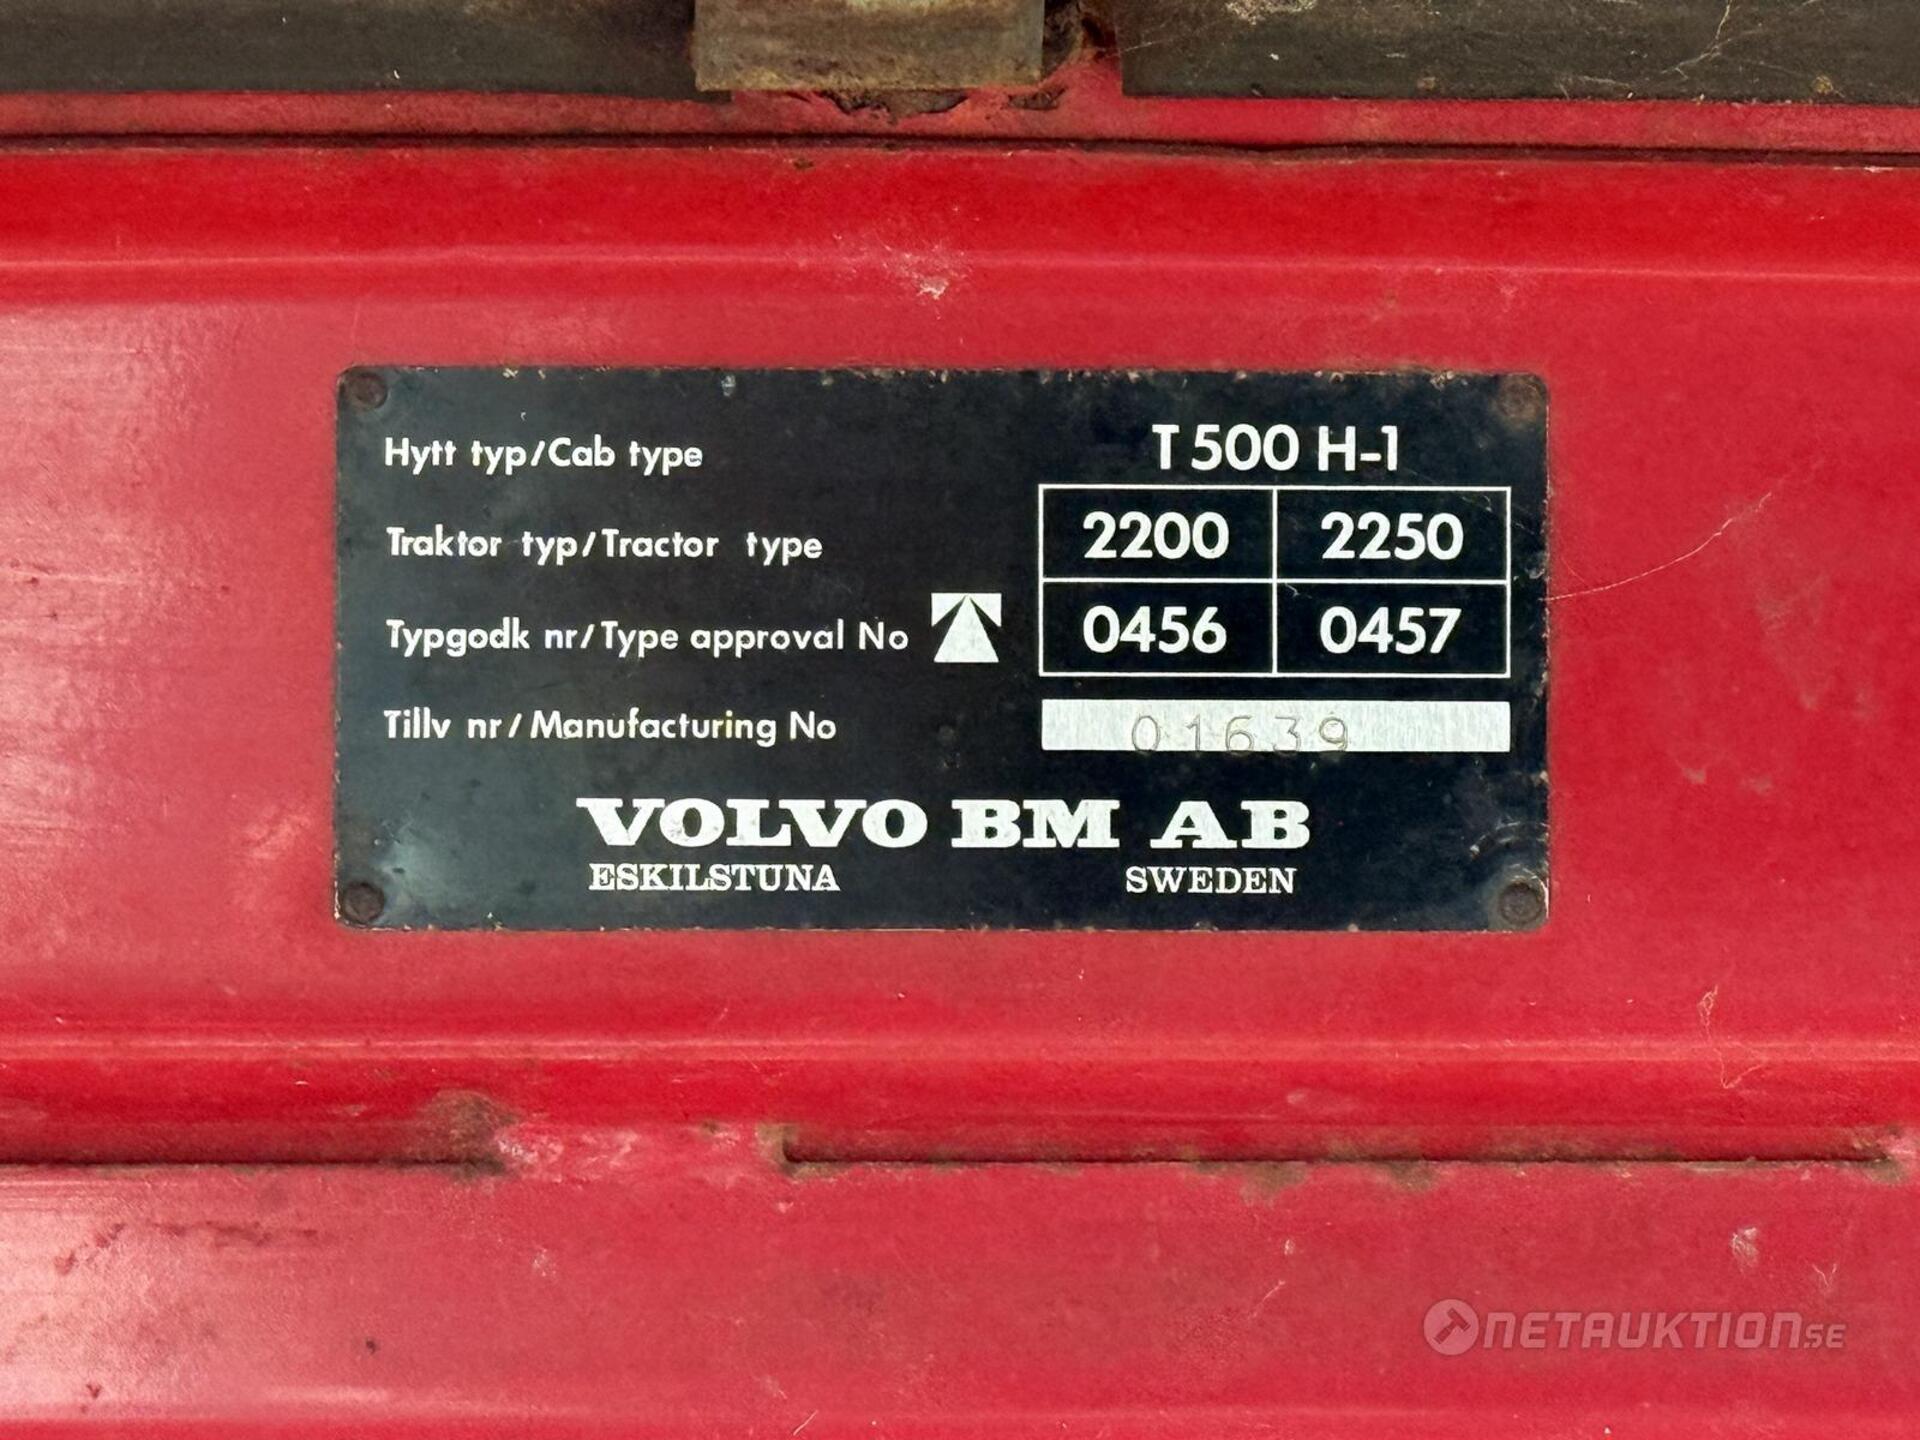 Hytt typ/Cab type T500 H-1
Traktor typ/Tractor type 2200 2250
Typgodk nr/Type approval No 0456 0457
Tillv nr/Manufacturing No 01639
VOLVO BM AB
ESKILSTUNA SWEDEN
NETAUKTION.SE